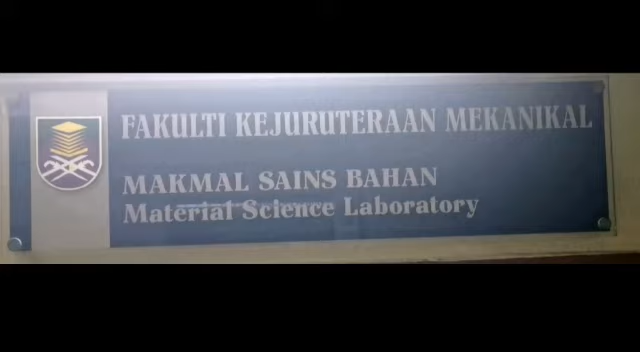 FAKULTI KEJURUTERAAN MEKANIKAL
MAKMAL SAINS BAHAN
Material Science Laboratory